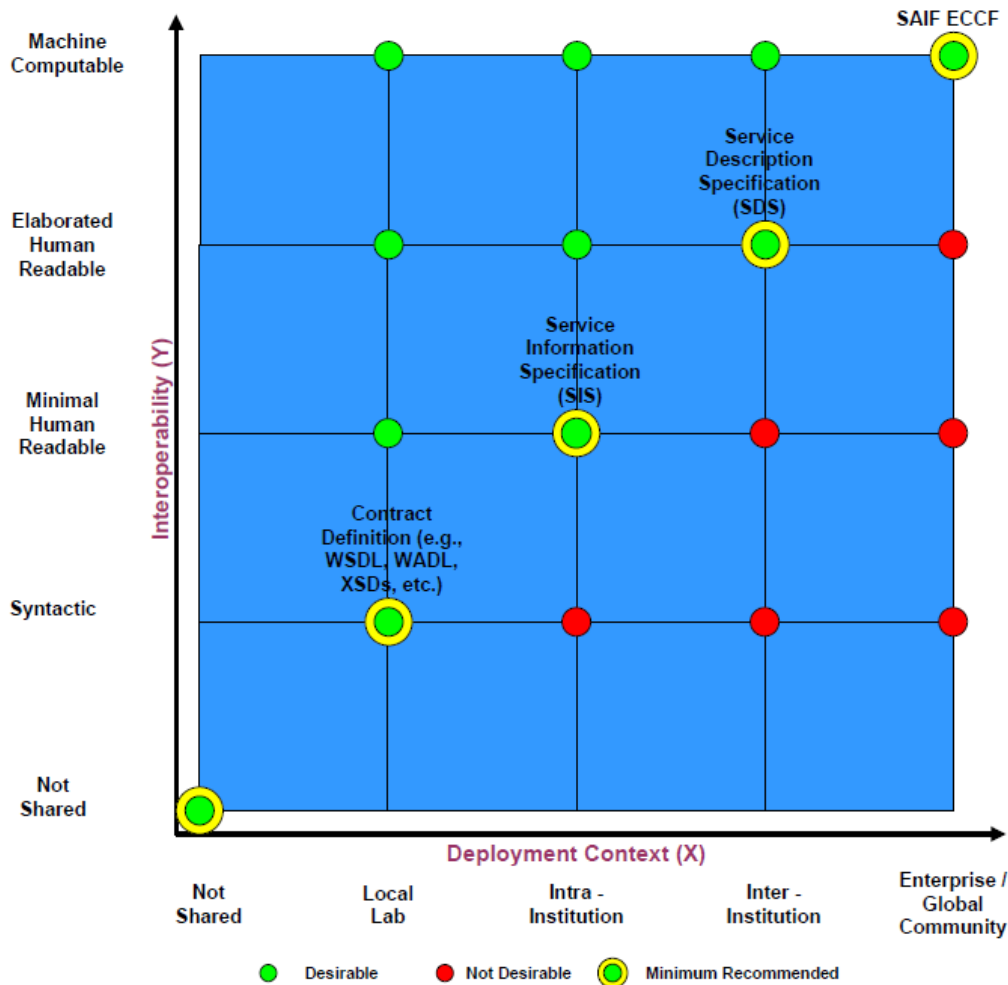 SAIF ECCF
Machine
Computable
Service
Description
Specification
(SDS)
Elaborated
Human
Readable
Service
Information
Specification
(SIS)
Minimal
Human
Readable
Interoperability (Y)
Contract
Definition (e.g.,
WSDL, WADL,
XSDs, etc.)
Syntactic
Not
Shared
Deployment Context (X)
Not
Shared
Local
Lab
Intra -
Institution
Inter -
Institution
Enterprise /
Global
Community
Desirable
Not Desirable
Minimum Recommended